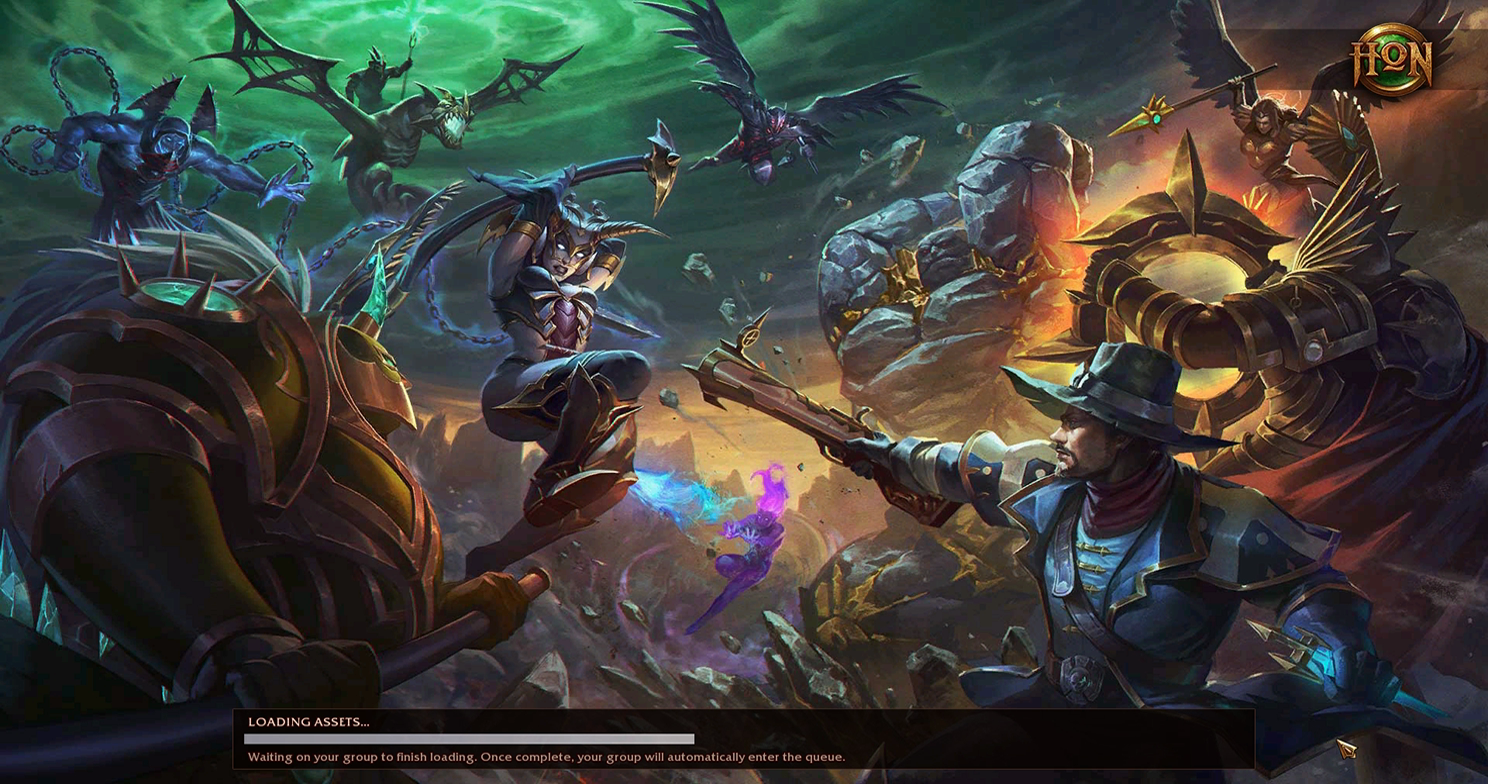 HON
LOADING ASSETS...
Waiting on your group to finish loading. Once complete, your group will automatically enter the queue.